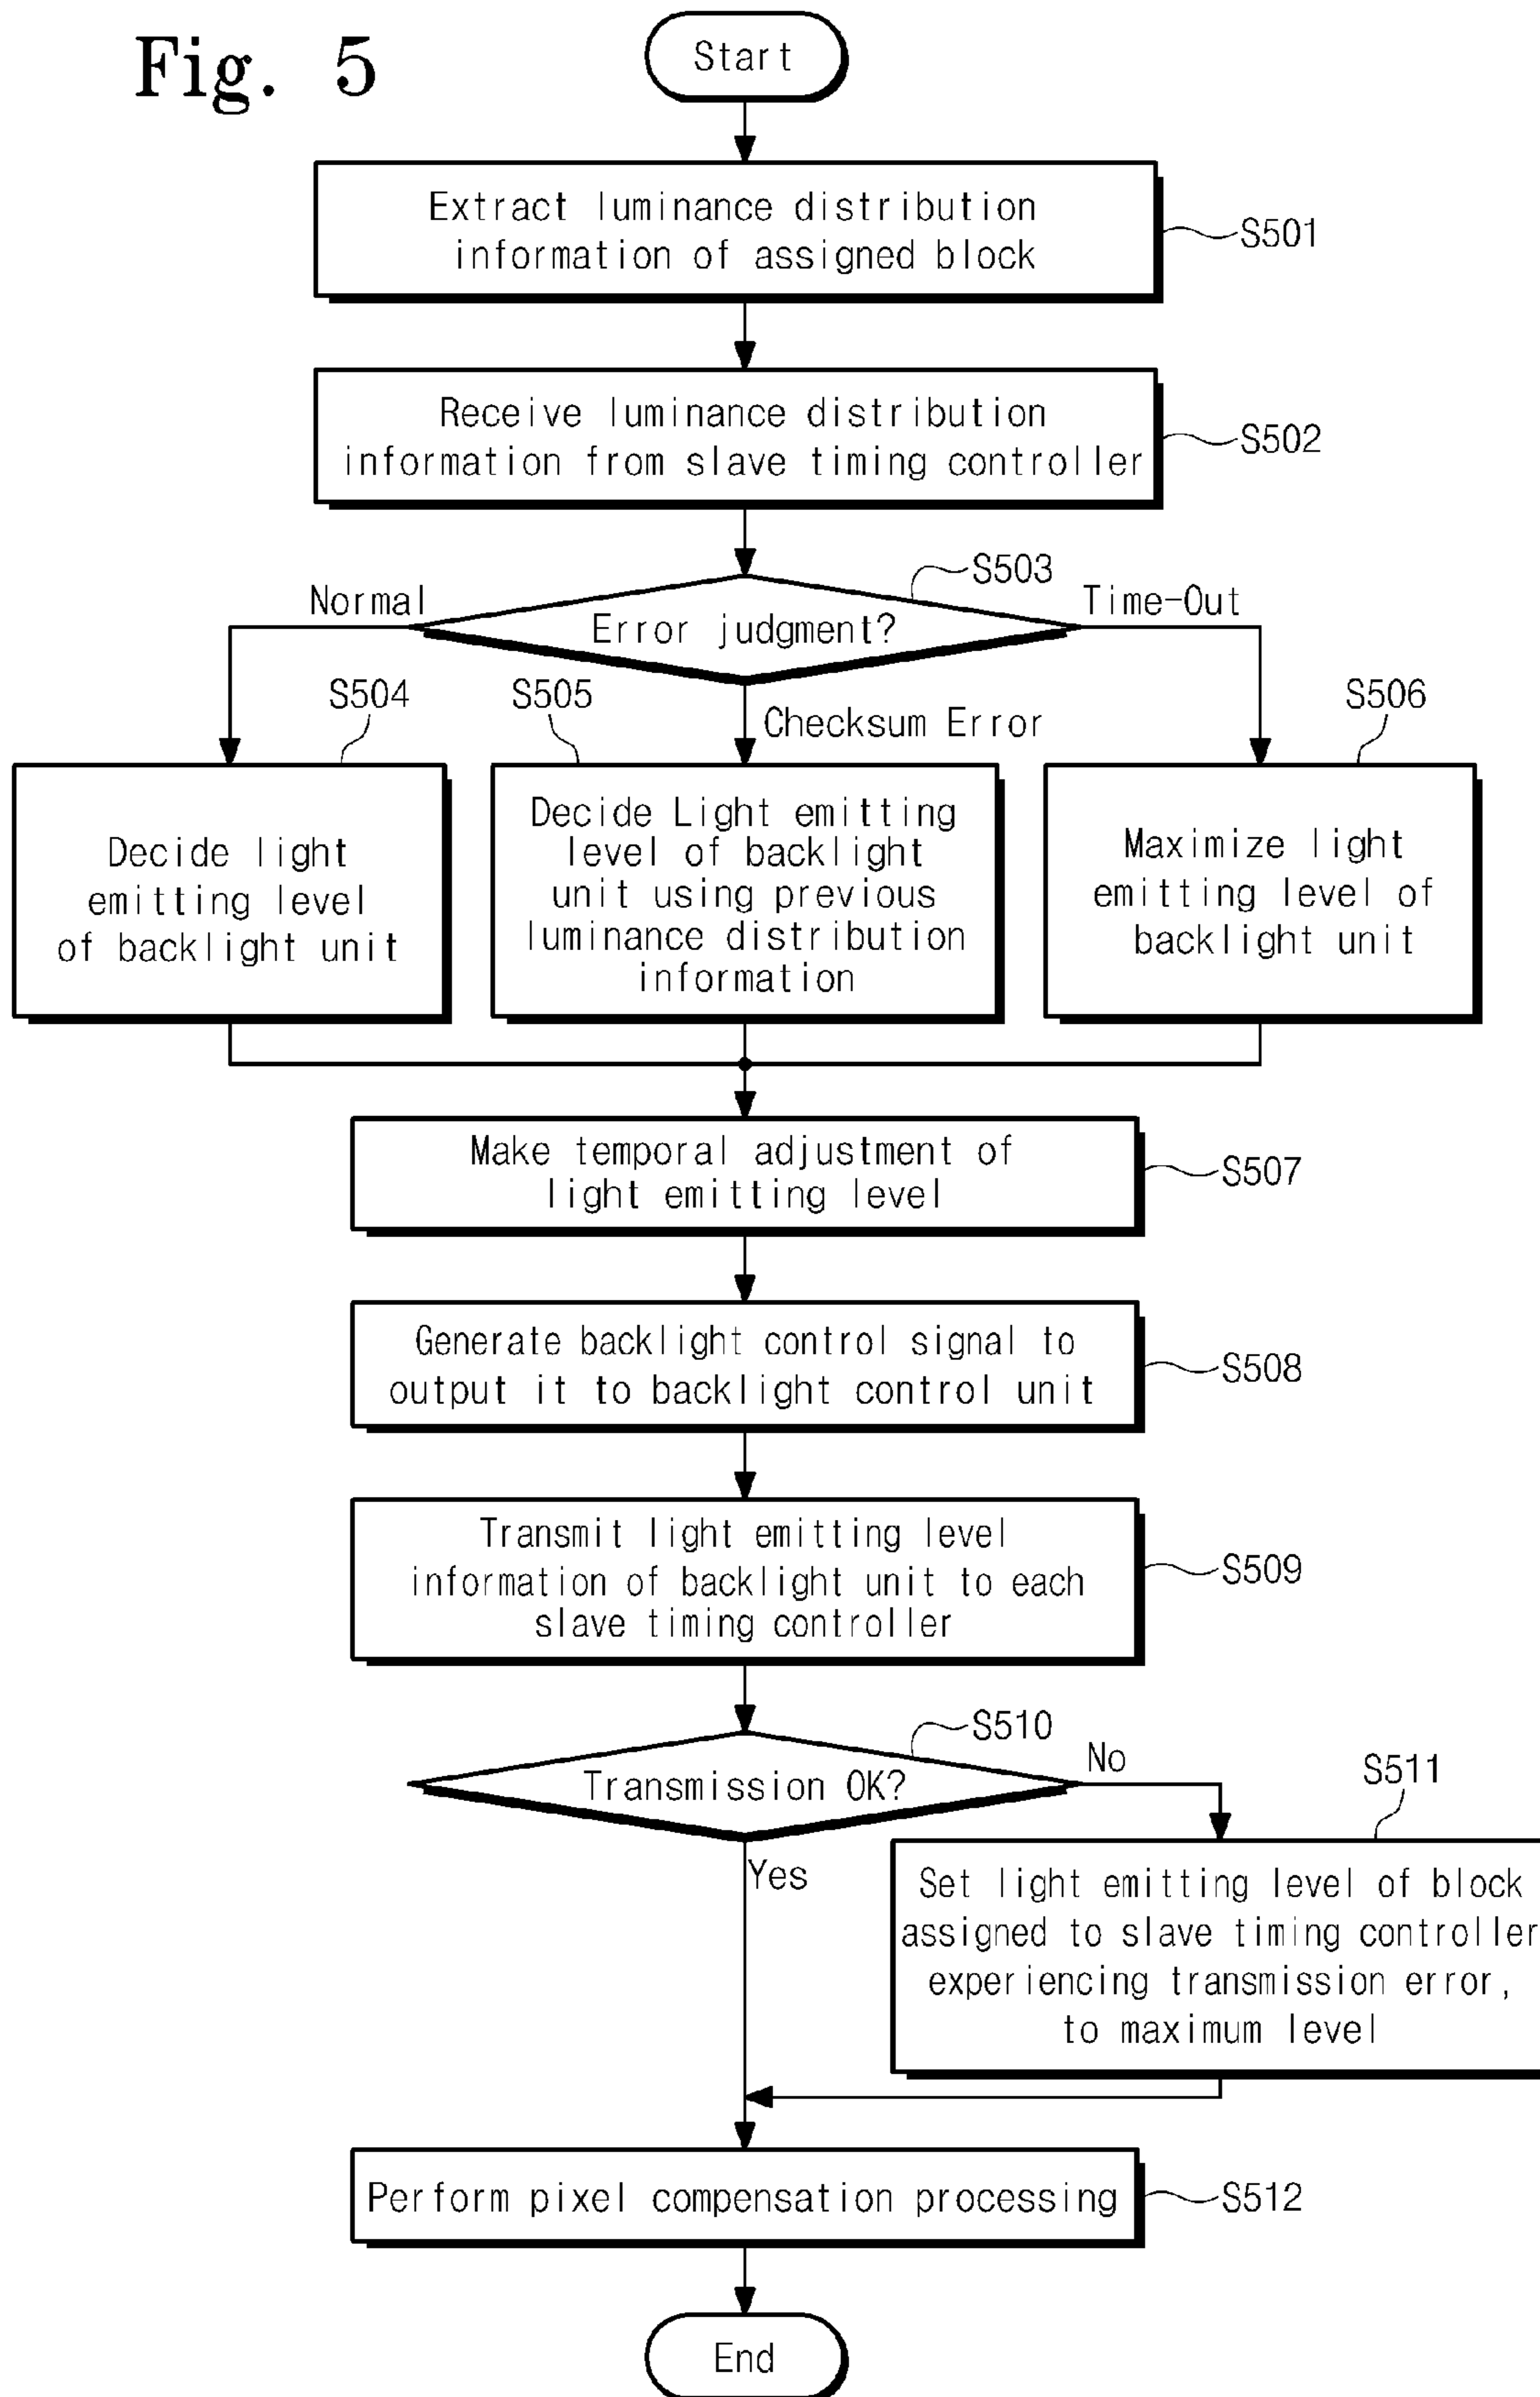 Fig. 5
Start
Extract luminance distribution
information of assigned block
S501
Receive luminance distribution
information from slave timing controller
S502
S503
Normal
Error judgment?
Time-Out
S504
S505
Checksum Error
S506
Decide light
emitting level
of backlight unit
Decide Light emitting
level of backlight
unit using previous
luminance distribution
information
Maximize light
emitting level of
backlight unit
Make temporal adjustment of
light emitting level
S507
Generate backlight control signal to
output it to backlight control unit
S508
Transmit light emitting level
information of backlight unit to each
slave timing controller
S509
S510
Transmission OK?
No
Yes
S511
Set light emitting level of block
assigned to slave timing controller
experiencing transmission error,
to maximum level
Perform pixel compensation processing
S512
End